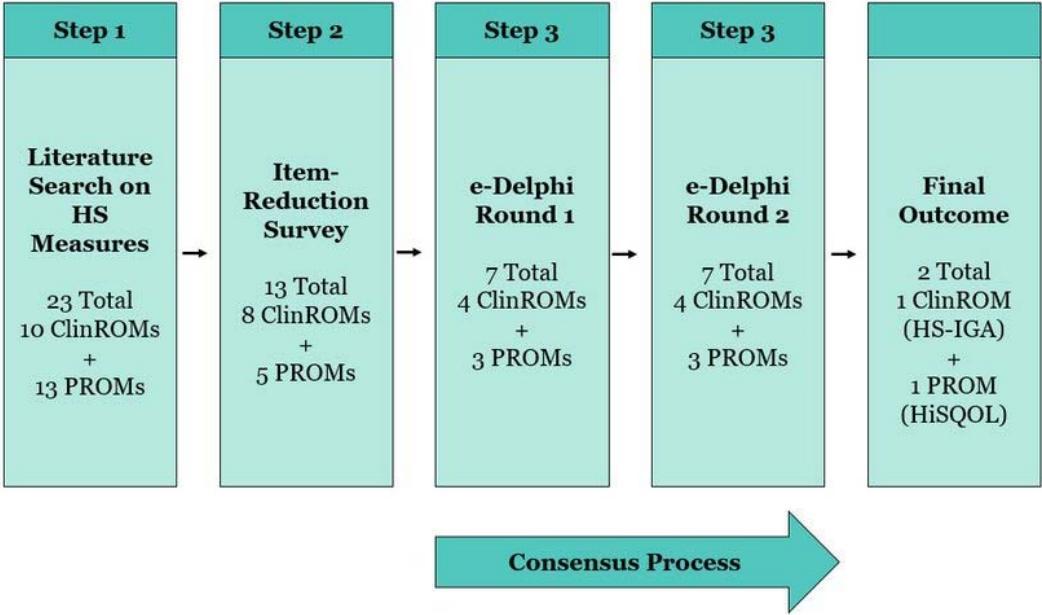 Step 1
Literature
Search on
HS
Measures
23 Total
10 ClinROMs
+
13 PROMs
Step 2
Item-
Reduction
Survey
13 Total
8 ClinROMs
+
5 PROMs
Step 3
e-Delphi
Round 1
7 Total
4 ClinROMs
+
3 PROMs
Step 3
e-Delphi
Round 2
7 Total
4 ClinROMs
+
3 PROMs
Final
Outcome
2 Total
1 ClinROM
(HS-IGA)
+
1 PROM
(HiSQOL)
Consensus Process